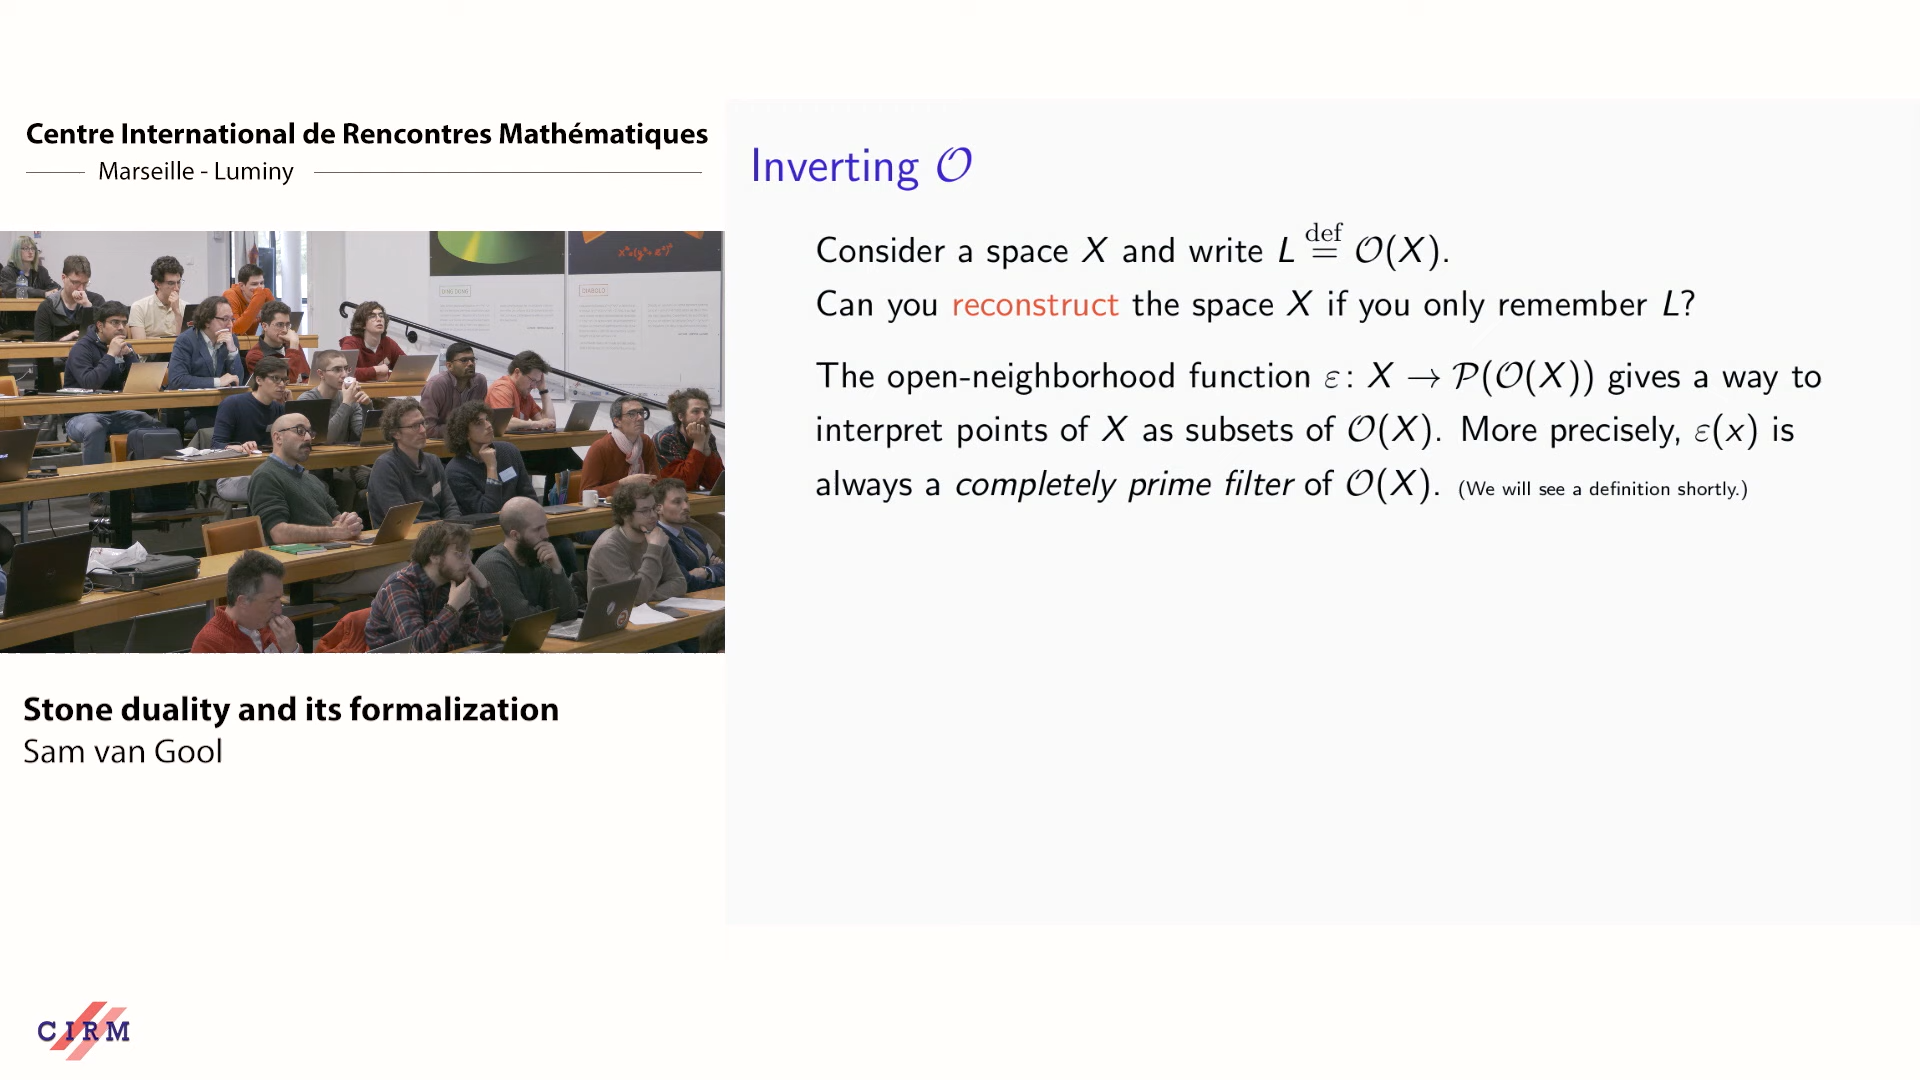 Centre International de Rencontres Mathématiques
Marseille - Luminy
Inverting 𝒪
Consider a space X and write L ≝ 𝒪(X).
Can you reconstruct the space X if you only remember L?
The open-neighborhood function ε: X → 𝒫(𝒪(X)) gives a way to
interpret points of X as subsets of 𝒪(X). More precisely, ε(x) is
always a completely prime filter of 𝒪(X). (We will see a definition shortly.)
Stone duality and its formalization
Sam van Gool
CIRM